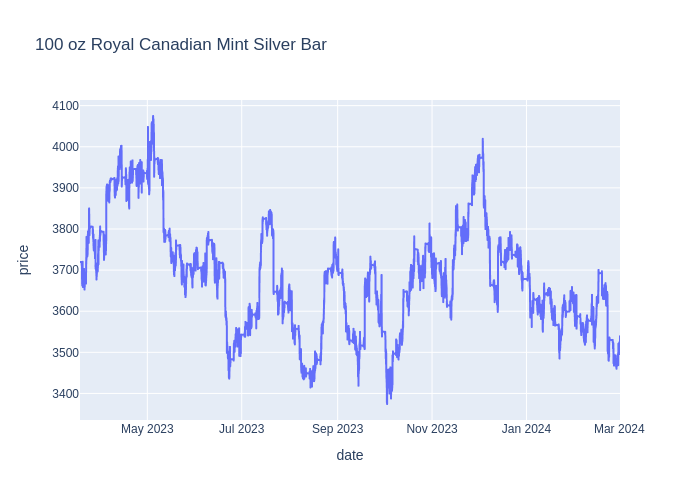 100 oz Royal Canadian Mint Silver Bar
4100
4000
3900
3800
3700
3600
3500
3400
price
May 2023 Jul 2023 Sep 2023 Nov 2023 Jan 2024 Mar 2024
date